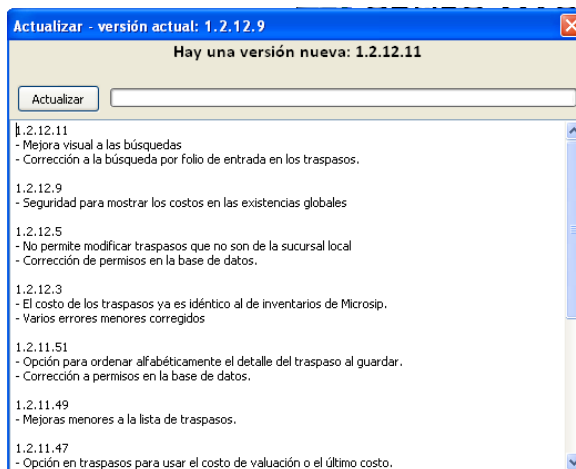 Actualizar - versión actual: 1.2.12.9
Hay una versión nueva: 1.2.12.11
Actualizar
1.2.12.11
- Mejora visual a las búsquedas
- Corrección a la búsqueda por folio de entrada en los traspasos.
1.2.12.9
- Seguridad para mostrar los costos en las existencias globales
1.2.12.5
- No permite modificar traspasos que no son de la sucursal local
- Corrección de permisos en la base de datos.
1.2.12.3
- El costo de los traspasos ya es idéntico al de inventarios de Microsip.
- Varios errores menores corregidos
1.2.11.51
- Opción para ordenar alfabéticamente el detalle del traspaso al guardar.
- Corrección a permisos en la base de datos.
1.2.11.49
- Mejoras menores a la lista de traspasos.
1.2.11.47
- Opción en traspasos para usar el costo de valuación o el último costo.